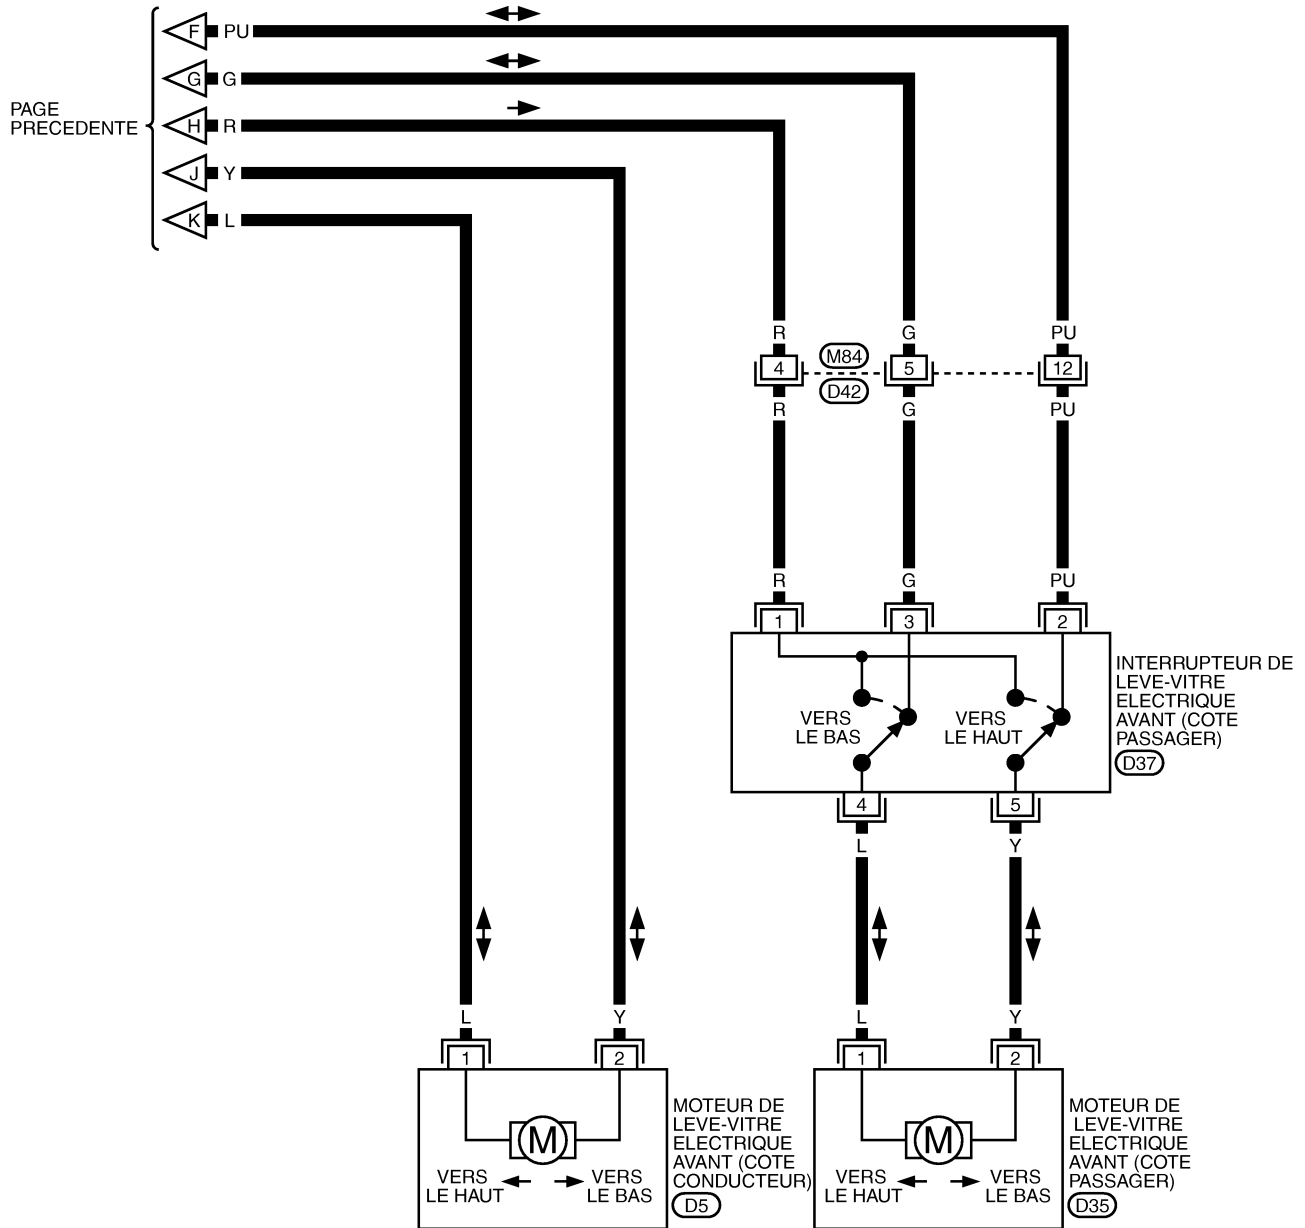 F PU
G G
H R
J Y
K L
PAGE
PRECEDENTE
R G PU
4 M84 5 12
D42
R G PU
R G PU
1 3 2
INTERRUPTEUR DE
LEVE-VITRE
ELECTRIQUE
AVANT (COTE
PASSAGER)
D37
VERS
LE BAS
VERS
LE HAUT
4 5
L Y
L Y L Y
1 2 1 2
M
VERS
LE HAUT
VERS
LE BAS
MOTEUR DE
LEVE-VITRE
ELECTRIQUE
AVANT (COTE
CONDUCTEUR)
D5
M
VERS
LE HAUT
VERS
LE BAS
MOTEUR DE
LEVE-VITRE
ELECTRIQUE
AVANT (COTE
PASSAGER)
D35